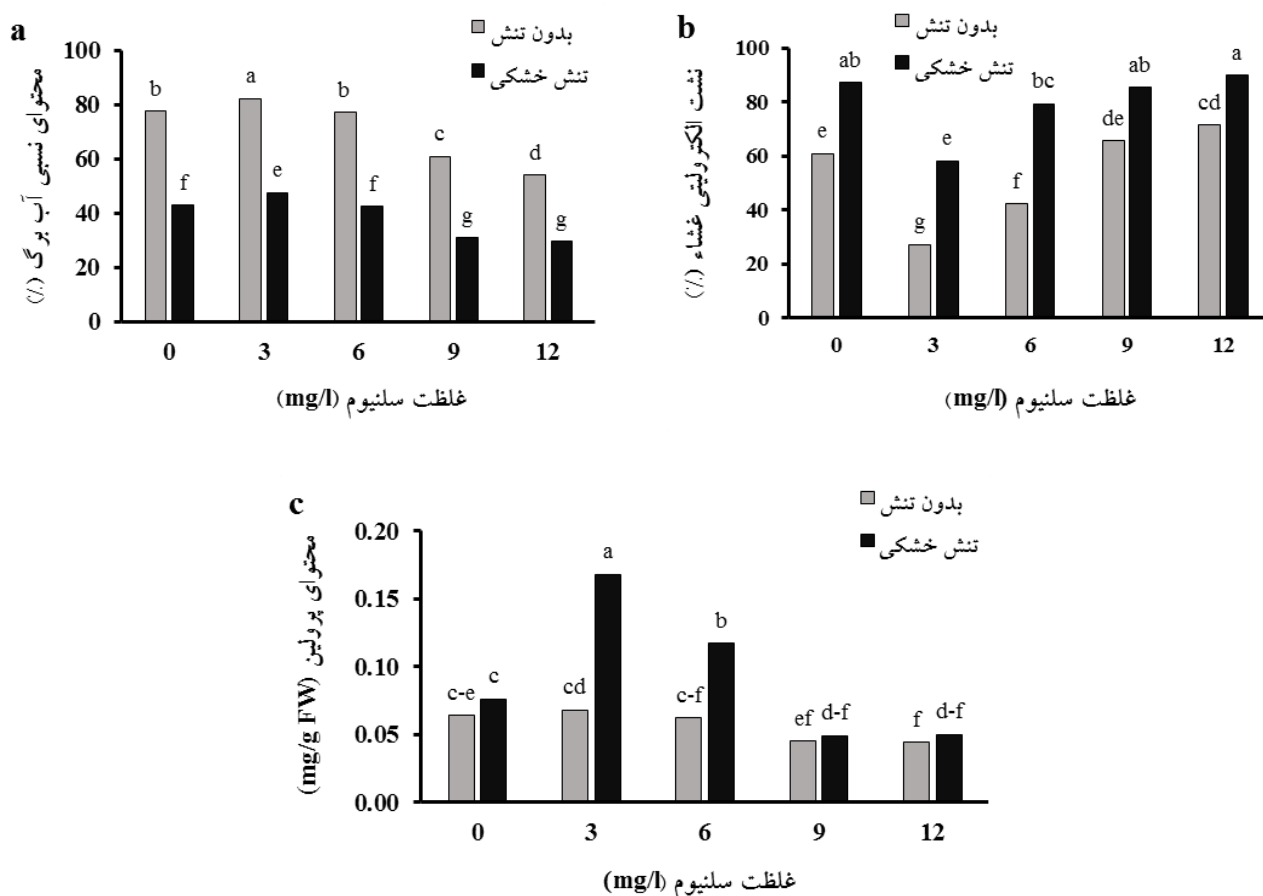 a
بدون تنش
تنش خشکی
محتوای نسبی آب برگ (٪)
100
80
60
40
20
0
b
f
a
e
b
f
c
g
d
g
0 3 6 9 12
غلظت سلنیوم (mg/l)
b
بدون تنش
تنش خشکی
نشت الکترولیتی غشاء (٪)
100
80
60
40
20
0
e
ab
g
e
f
bc
de
ab
cd
a
0 3 6 9 12
غلظت سلنیوم (mg/l)
c
بدون تنش
تنش خشکی
محتوای پرولین
(mg/g FW)
0.20
0.15
0.10
0.05
0.00
c-e
c
cd
a
c-f
b
ef
d-f
f
d-f
0 3 6 9 12
غلظت سلنیوم (mg/l)